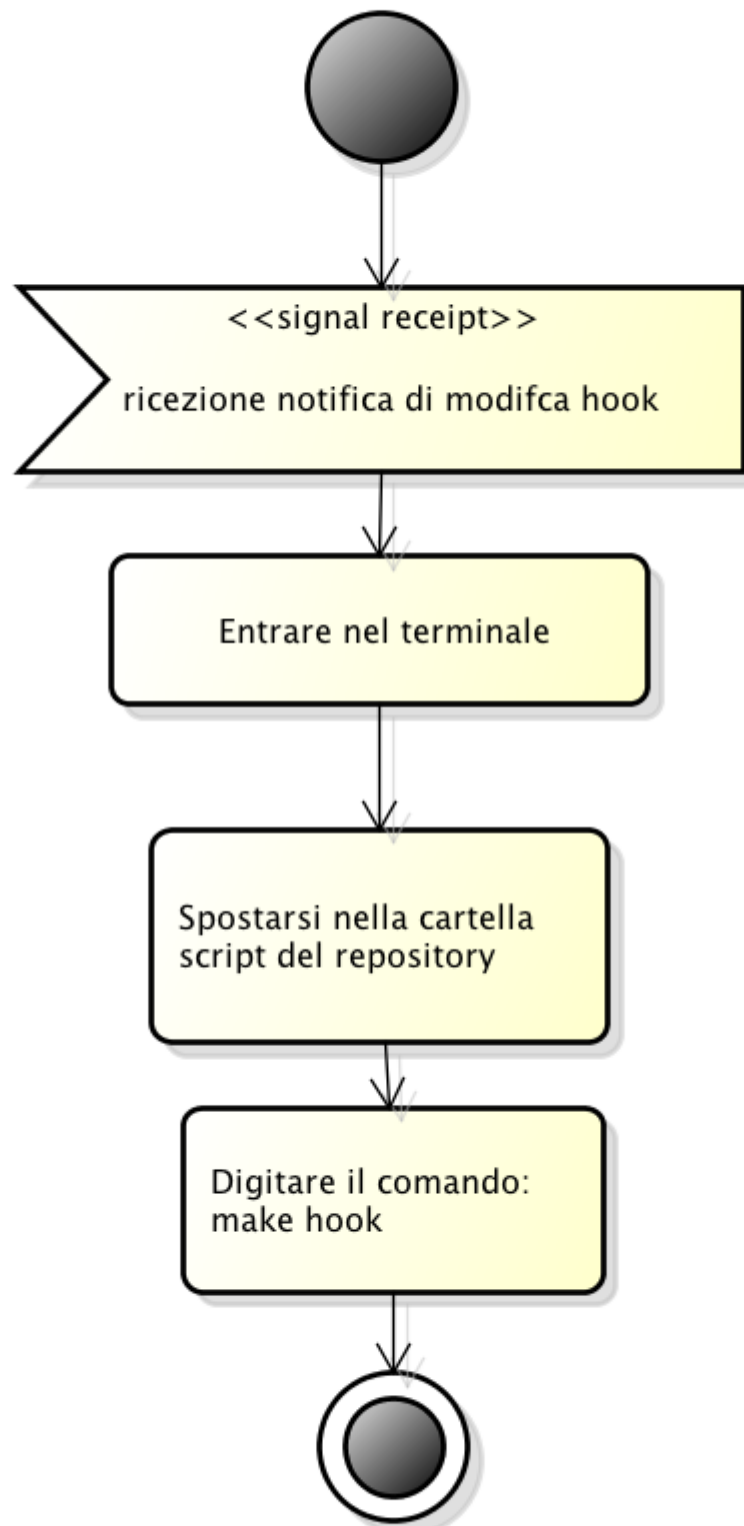 <<signal receipt>>
ricezione notifica di modifca hook
Entrare nel terminale
Spostarsi nella cartella
script del repository
Digitare il comando:
make hook